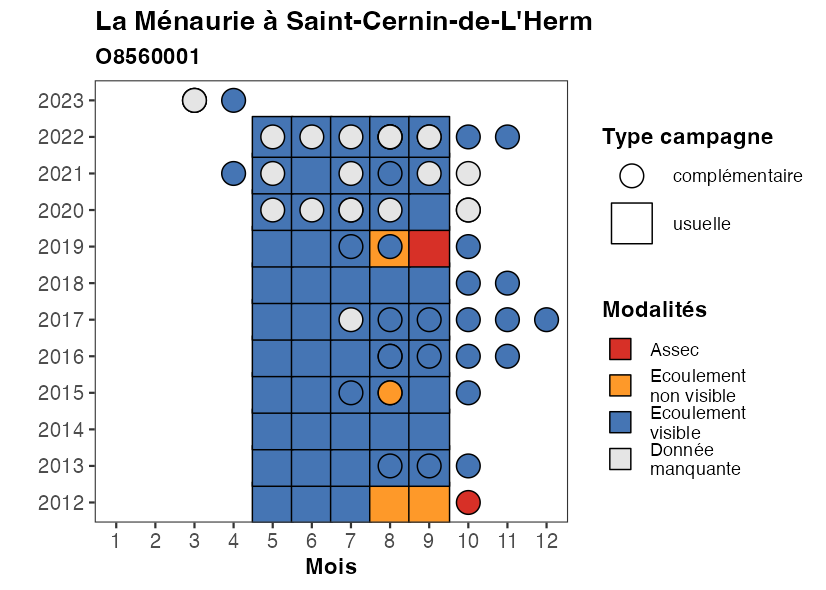 La Ménaurie à Saint-Cernin-de-L'Herm
O8560001
2023
2022
2021
2020
2019
2018
2017
2016
2015
2014
2013
2012
1 2 3 4 5 6 7 8 9 10 11 12
Mois
Type campagne
complémentaire
usuelle
Modalités
Assec
Ecoulement
non visible
Ecoulement
visible
Donnée
manquante